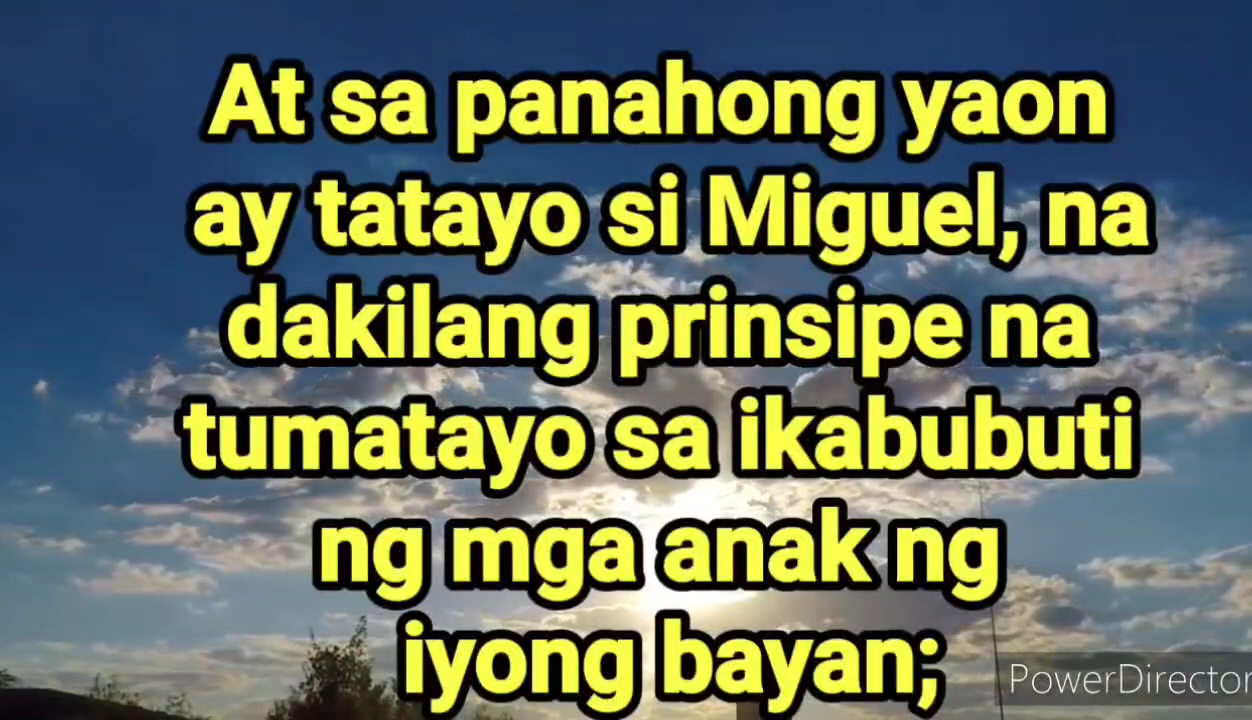 At sa panahong yaon
ay tatayo si Miguel, na
dakilang prinsipe na
tumatayo sa ikabubuti
ng mga anak ng
iyong bayan;
PowerDirector